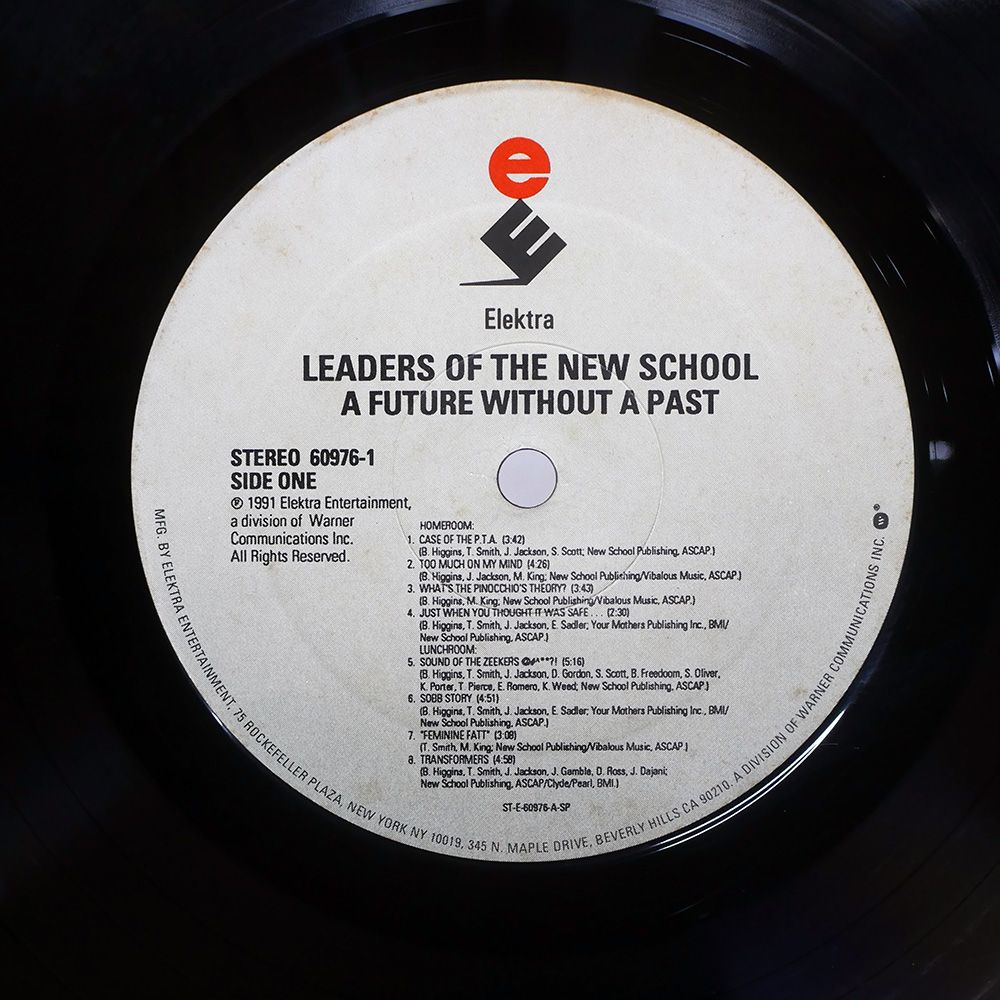 e
E
Elektra
LEADERS OF THE NEW SCHOOL
A FUTURE WITHOUT A PAST
STEREO 60976-1
SIDE ONE
℗ 1991 Elektra Entertainment,
a division of Warner
Communications Inc.
All Rights Reserved.
HOMEROOM:
1. CASE OF THE P.T.A. (3:42)
(B. Higgins, T. Smith, J. Jackson, S. Scott; New School Publishing, ASCAP.)
2. TOO MUCH ON MY MIND (4:26)
(B. Higgins, J. Jackson, M. King; New School Publishing/Vibalous Music, ASCAP.)
3. WHAT'S THE PINOCCHIO'S THEORY? (3:43)
(B. Higgins, M. King; New School Publishing/Vibalous Music, ASCAP.)
4. JUST WHEN YOU THOUGHT IT WAS SAFE . . . (2:30)
(B. Higgins, T. Smith, J. Jackson, E. Sadler; Your Mothers Publishing Inc., BMI/
New School Publishing, ASCAP.)
LUNCHROOM:
5. SOUND OF THE ZEEKERS @#^**?! (5:16)
(B. Higgins, T. Smith, J. Jackson, D. Gordon, S. Scott, B. Freedoom, S. Oliver,
K. Porter, T. Pierce, E. Romero, K. Weed; New School Publishing, ASCAP.)
6. SOBB STORY (4:51)
(B. Higgins, T. Smith, J. Jackson, E. Sadler; Your Mothers Publishing Inc., BMI/
New School Publishing, ASCAP.)
7. "FEMININE FATT" (3:08)
(T. Smith, M. King; New School Publishing/Vibalous Music, ASCAP.)
8. TRANSFORMERS (4:58)
(B. Higgins, T. Smith, J. Jackson, J. Gamble, D. Ross, J. Dajani;
New School Publishing, ASCAP/Clyde/Pearl, BMI.)
ST-E-60976-A-SP
MFG. BY ELEKTRA ENTERTAINMENT, 75 ROCKEFELLER PLAZA, NEW YORK NY 10019, 345 N. MAPLE DRIVE, BEVERLY HILLS CA 90210, A DIVISION OF WARNER COMMUNICATIONS INC. W ®